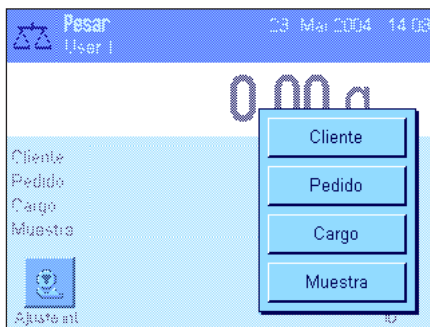 Pesar
23 Mar 2004 14:08
User 1
0.00 g
Cliente
Pedido
Cargo
Muestra
Cliente
Pedido
Cargo
Muestra
Ajuste int.